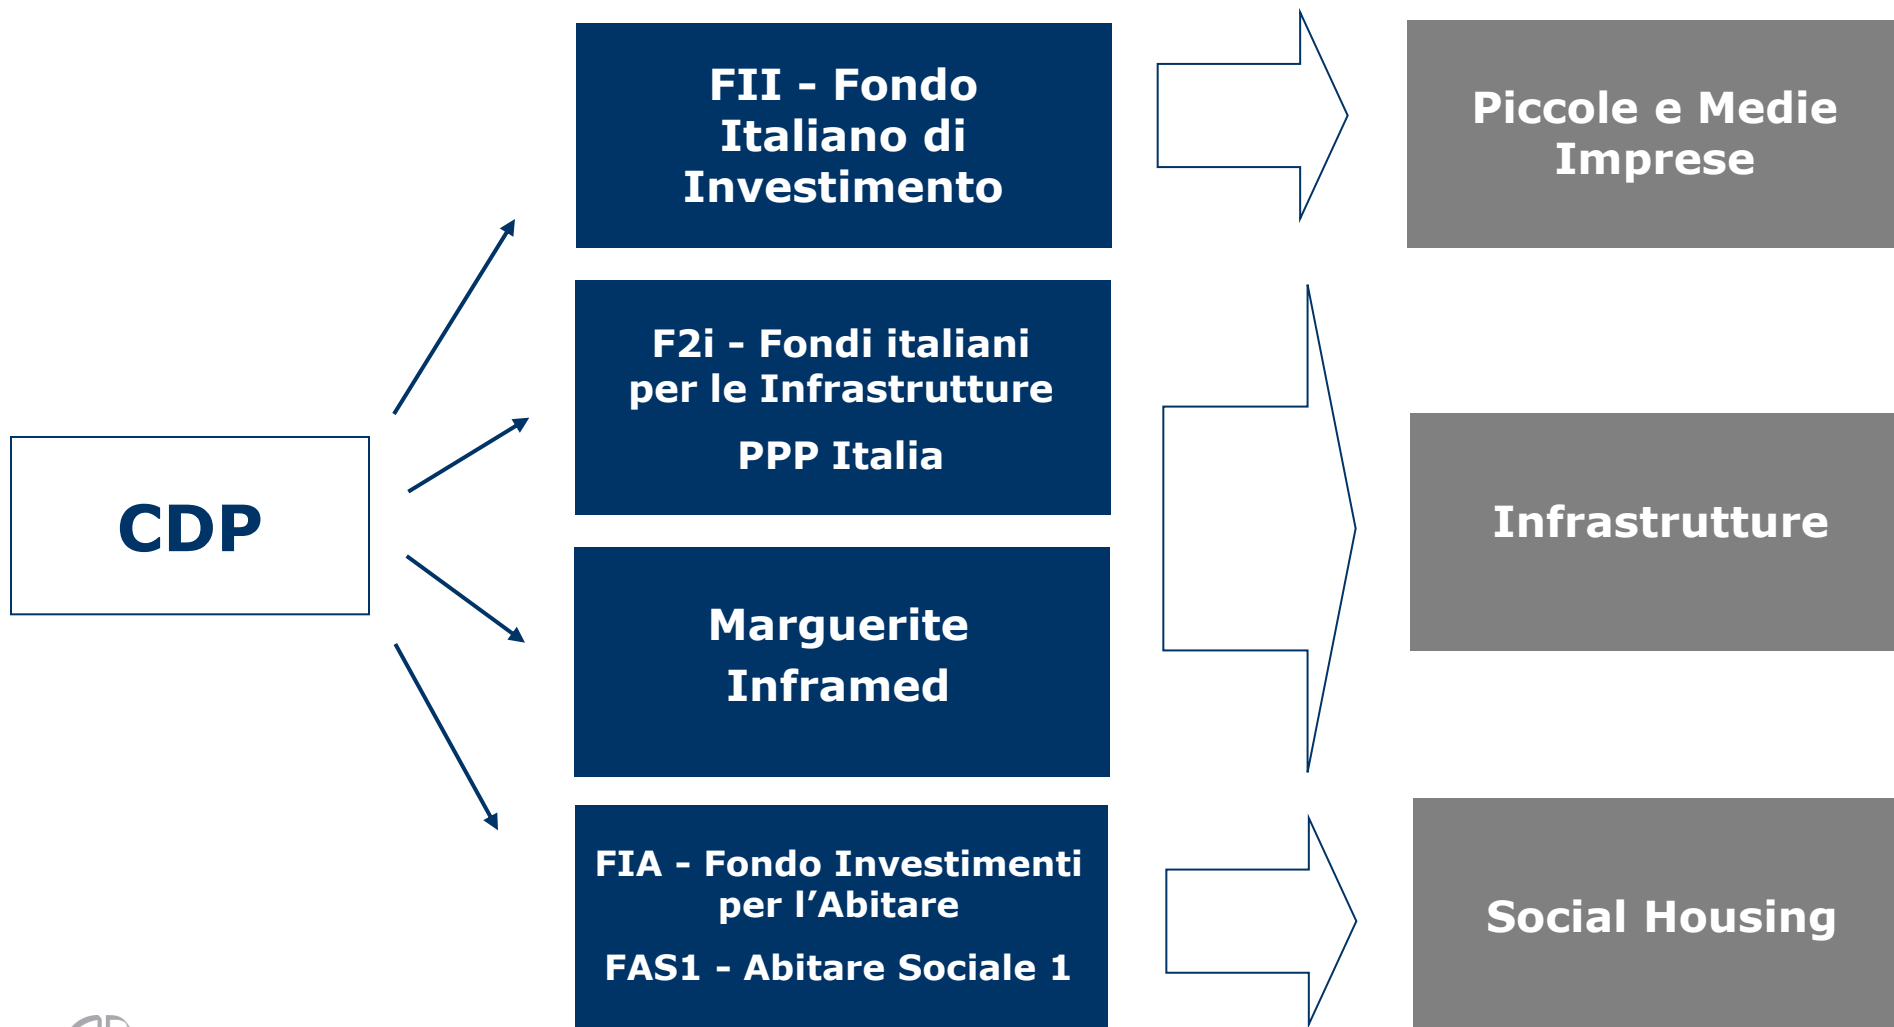 FII - Fondo
Italiano di
Investimento
Piccole e Medie
Imprese
F2i - Fondi italiani
per le Infrastrutture
PPP Italia
CDP
Infrastrutture
Marguerite
Inframed
FIA - Fondo Investimenti
per l’Abitare
FAS1 - Abitare Sociale 1
Social Housing